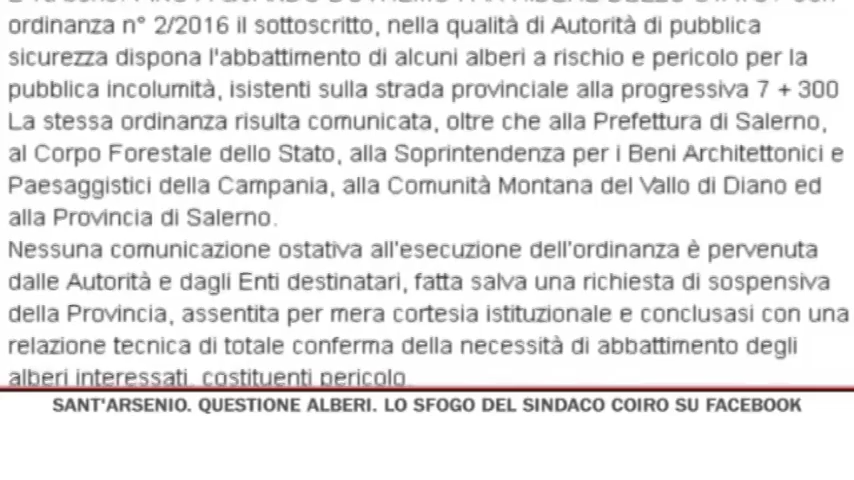 ordinanza n° 2/2016 il sottoscritto, nella qualità di Autorità di pubblica
sicurezza dispona l'abbattimento di alcuni alberi a rischio e pericolo per la
pubblica incolumità, isistenti sulla strada provinciale alla progressiva 7 + 300
La stessa ordinanza risulta comunicata, oltre che alla Prefettura di Salerno,
al Corpo Forestale dello Stato, alla Soprintendenza per i Beni Architettonici e
Paesaggistici della Campania, alla Comunità Montana del Vallo di Diano ed
alla Provincia di Salerno.
Nessuna comunicazione ostativa all'esecuzione dell'ordinanza è pervenuta
dalle Autorità e dagli Enti destinatari, fatta salva una richiesta di sospensiva
della Provincia, assentita per mera cortesia istituzionale e conclusasi con una
relazione tecnica di totale conferma della necessità di abbattimento degli
alberi interessati, costituenti pericolo
SANT'ARSENIO. QUESTIONE ALBERI. LO SFOGO DEL SINDACO COIRO SU FACEBOOK